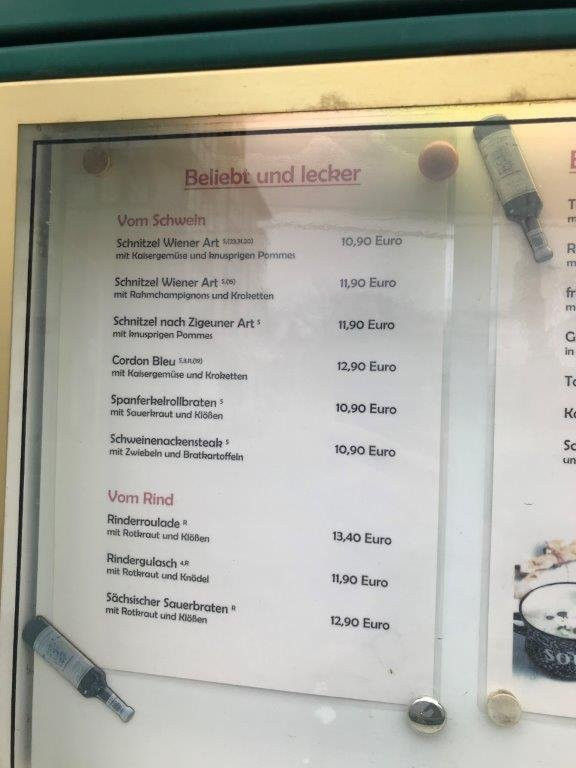 Beliebt und lecker
Vom Schwein
Schnitzel Wiener Art 10,90 Euro
mit Kaisergemüse und knusprigen Pommes
Schnitzel Wiener Art 11,90 Euro
mit Rahmchampignons und Kroketten
Schnitzel nach Zigeuner Art S 11,90 Euro
mit knusprigen Pommes
Cordon Bleu 12,90 Euro
mit Kaisergemüse und Kroketten
Spanferkelrollbraten S 10,90 Euro
mit Sauerkraut und Klößen
Schweinenackensteak S 10,90 Euro
mit Zwiebeln und Bratkartoffeln
Vom Rind
Rinderroulade R 13,40 Euro
mit Rotkraut und Klößen
Rindergulasch 4,R 11,90 Euro
mit Rotkraut und Knödel
Sächsischer Sauerbraten R 12,90 Euro
mit Rotkraut und Klößen